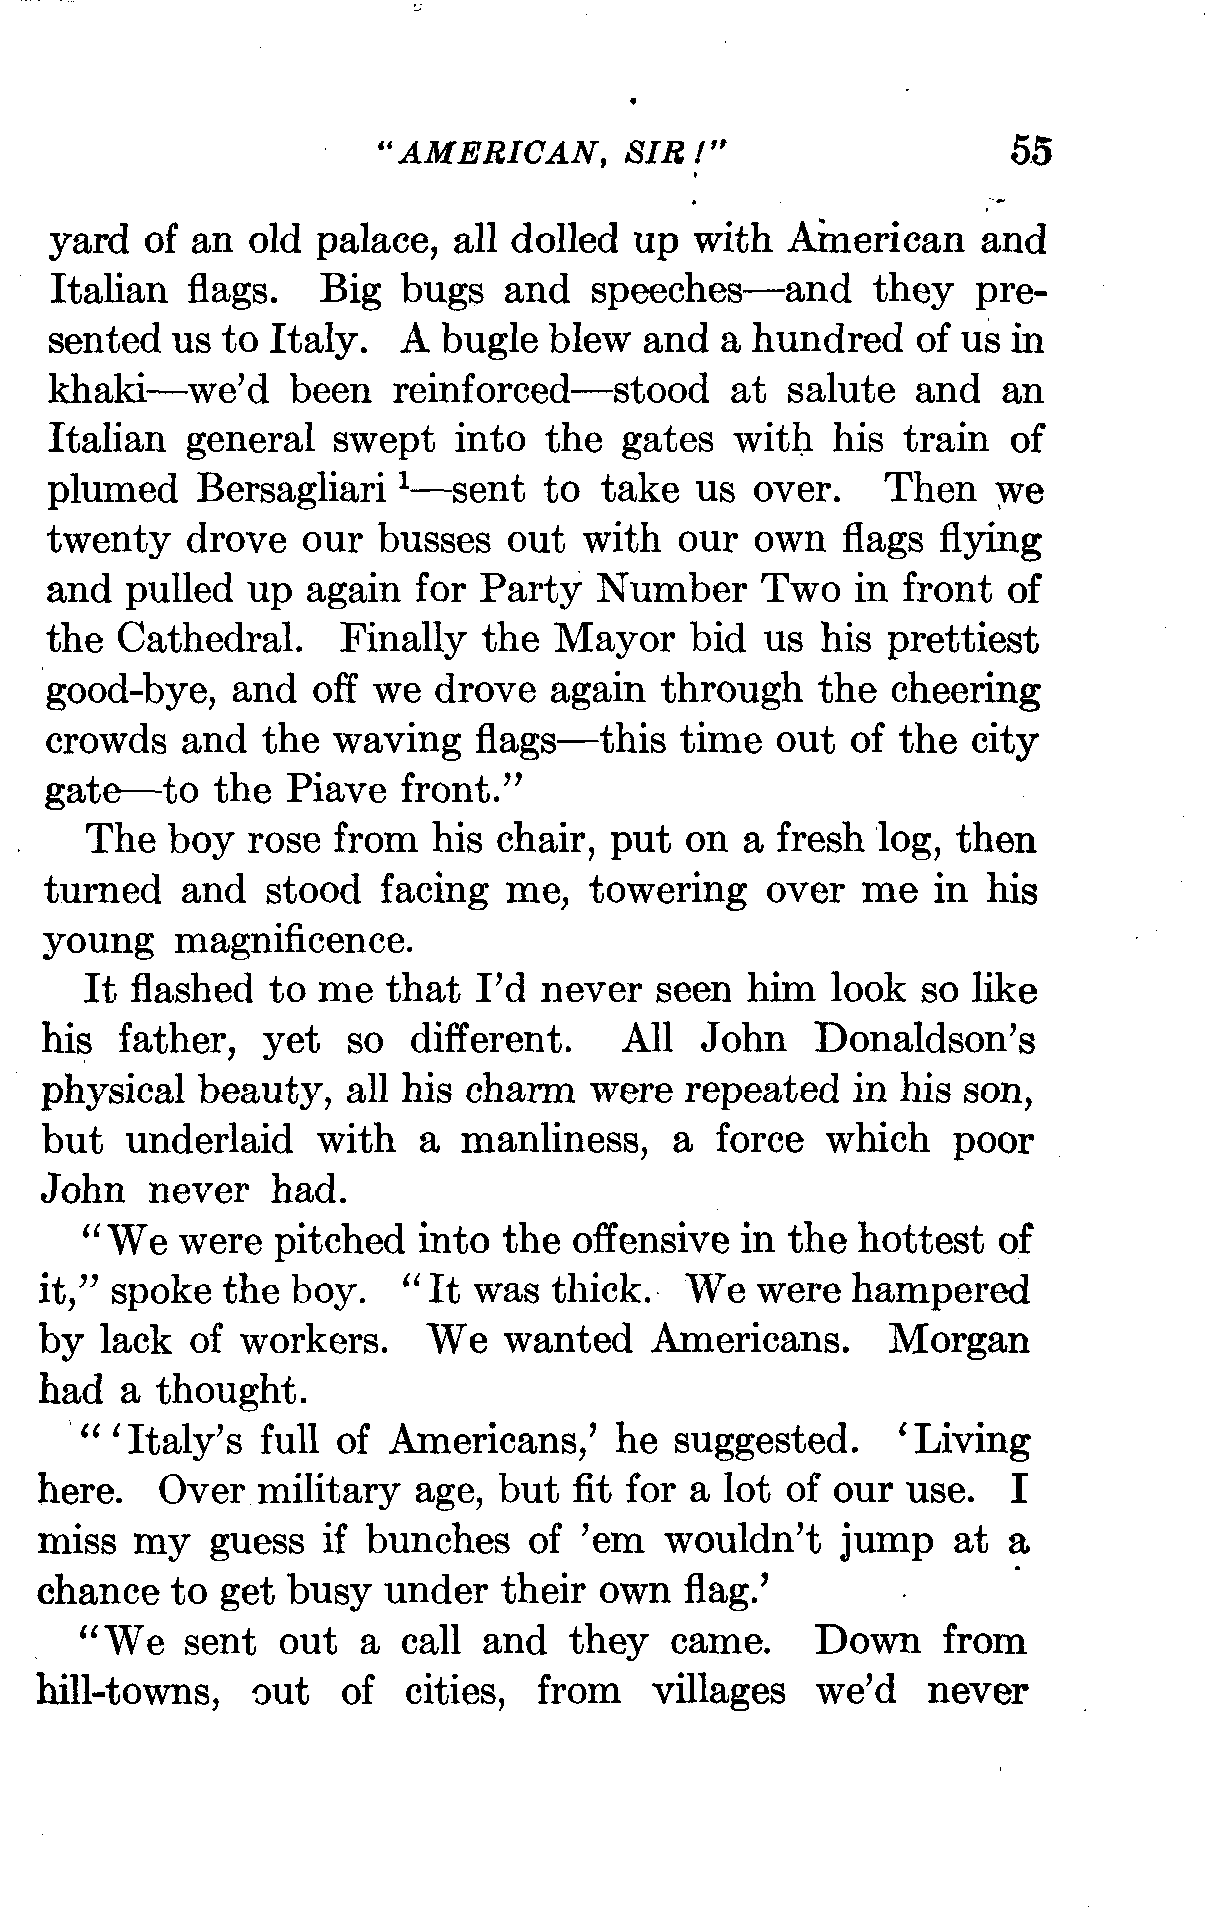 "AMERICAN, SIR!" 55
yard of an old palace, all dolled up with American and
Italian flags. Big bugs and speeches—and they pre-
sented us to Italy. A bugle blew and a hundred of us in
khaki—we'd been reinforced—stood at salute and an
Italian general swept into the gates with his train of
plumed Bersagliari ¹—sent to take us over. Then we
twenty drove our busses out with our own flags flying
and pulled up again for Party Number Two in front of
the Cathedral. Finally the Mayor bid us his prettiest
good-bye, and off we drove again through the cheering
crowds and the waving flags—this time out of the city
gate—to the Piave front."
The boy rose from his chair, put on a fresh log, then
turned and stood facing me, towering over me in his
young magnificence.
It flashed to me that I'd never seen him look so like
his father, yet so different. All John Donaldson's
physical beauty, all his charm were repeated in his son,
but underlaid with a manliness, a force which poor
John never had.
"We were pitched into the offensive in the hottest of
it," spoke the boy. "It was thick. We were hampered
by lack of workers. We wanted Americans. Morgan
had a thought.
"'Italy's full of Americans,' he suggested. 'Living
here. Over military age, but fit for a lot of our use. I
miss my guess if bunches of 'em wouldn't jump at a
chance to get busy under their own flag.'
"We sent out a call and they came. Down from
hill-towns, out of cities, from villages we'd never